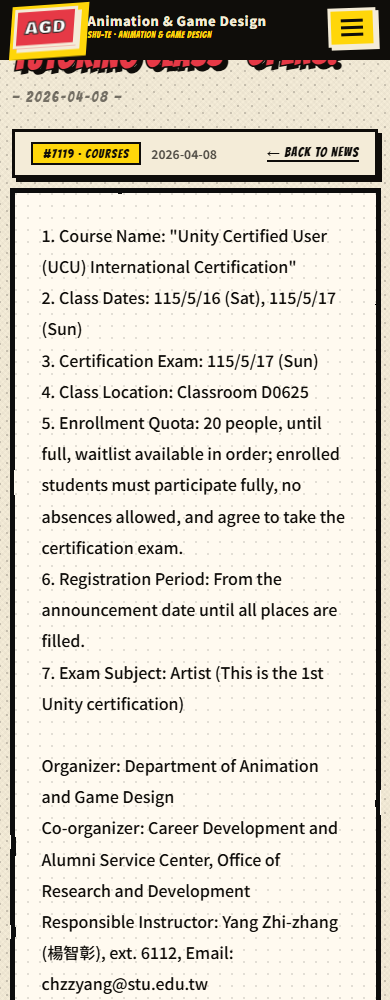 AGD
Animation & Game Design
SHU-TE · ANIMATION & GAME DESIGN
– 2026-04-08 –
#7119 · COURSES
2026-04-08
← BACK TO NEWS
1. Course Name: "Unity Certified User
(UCU) International Certification"
2. Class Dates: 115/5/16 (Sat), 115/5/17
(Sun)
3. Certification Exam: 115/5/17 (Sun)
4. Class Location: Classroom D0625
5. Enrollment Quota: 20 people, until
full, waitlist available in order; enrolled
students must participate fully, no
absences allowed, and agree to take the
certification exam.
6. Registration Period: From the
announcement date until all places are
filled.
7. Exam Subject: Artist (This is the 1st
Unity certification)
Organizer: Department of Animation
and Game Design
Co-organizer: Career Development and
Alumni Service Center, Office of
Research and Development
Responsible Instructor: Yang Zhi-zhang
(楊智彰), ext. 6112, Email:
chzzyang@stu.edu.tw